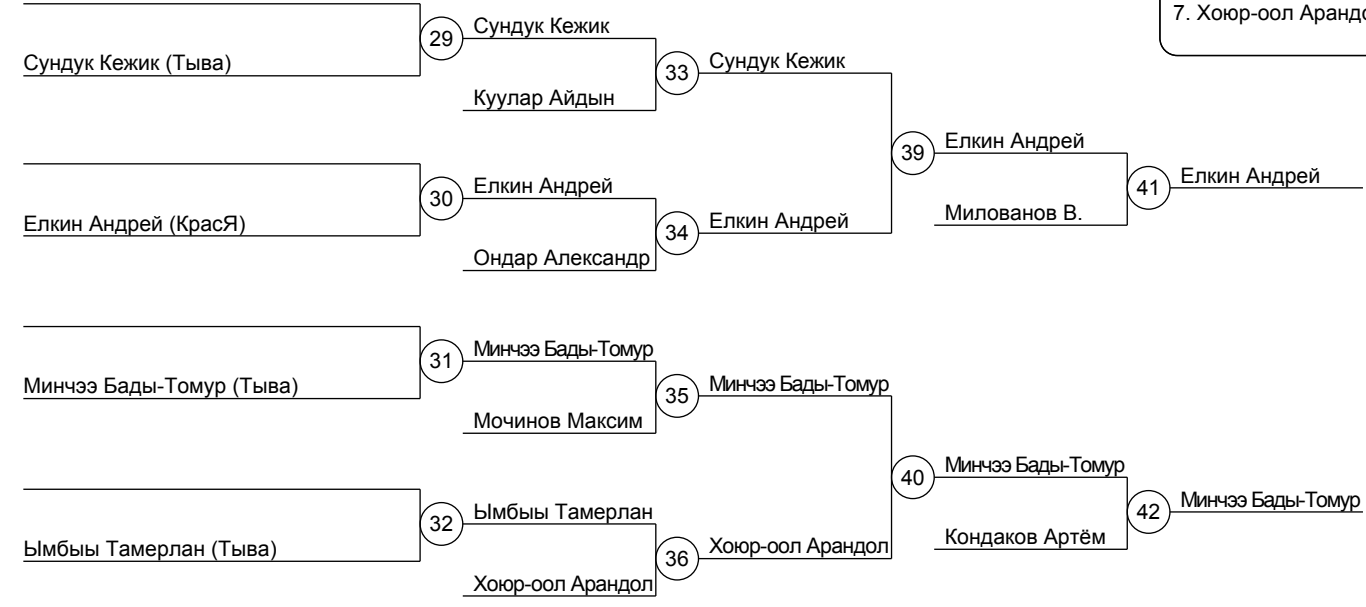 7. Хоюр-оол
29
Сундук Кежик
Сундук Кежик (Тыва)
33
Сундук Кежик
Куулар Айдын
39
Елкин Андрей
30
Елкин Андрей
41
Елкин Андрей
Елкин Андрей (КрасЯ)
34
Елкин Андрей
Милованов В.
Ондар Александр
31
Минчээ Бады-Томур
Минчээ Бады-Томур (Тыва)
35
Минчээ Бады-Томур
Мочинов Максим
40
Минчээ Бады-Томур
42
Минчээ Бады-Томур
32
Ымбыы Тамерлан
Кондаков Артём
Ымбыы Тамерлан (Тыва)
36
Хоюр-оол Арандол
Хоюр-оол Арандол